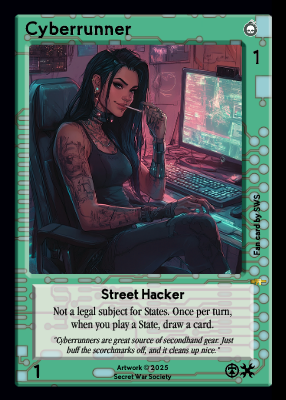 Cyberrunner
1
Fan card by SWS
Street Hacker
Not a legal subject for States. Once per turn,
when you play a State, draw a card.
"Cyberrunners are great source of secondhand gear. Just
buff the scorchmarks off, and it cleans up nice."
1
Artwork © 2025
Secret War Society